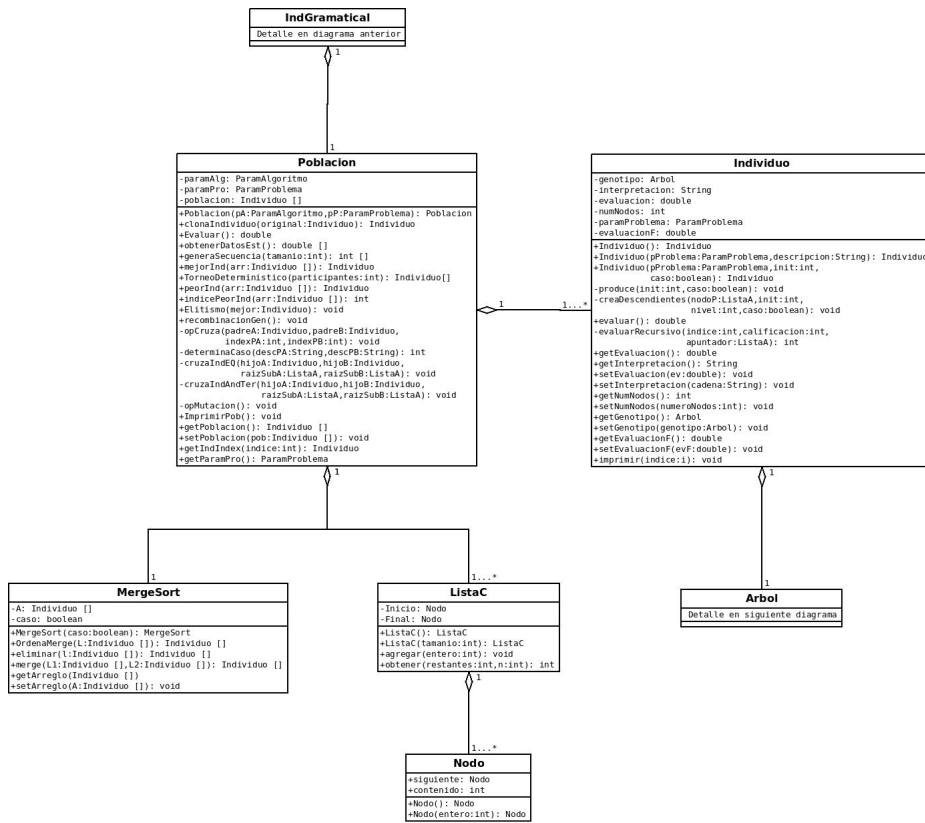 IndGramatical
Detalle en diagrama anterior
1
1
Poblacion
-paramAlg: ParamAlgoritmo
-paramPro: ParamProblema
-poblacion: Individuo []
+Poblacion(pA:ParamAlgoritmo,pP:ParamProblema): Poblacion
+clonaIndividuo(original:Individuo): Individuo
+Evaluar(): double
+obtenerDatosEst(): double []
+generaSecuencia(tamanio:int): int []
+mejorInd(arr:Individuo []): Individuo
+TorneoDeterministico(participantes:int): Individuo[]
+peorInd(arr:Individuo []): Individuo
+indicePeorInd(arr:Individuo []): int
+Elitismo(mejor:Individuo): void
+recombinacionGen(): void
-opCruza(padreA:Individuo,padreB:Individuo,
indexPA:int,indexPB:int): void
-determinaCaso(descPA:String,descPB:String): int
-cruzaIndEQ(hijoA:Individuo,hijoB:Individuo,
raizSubA:ListaA,raizSubB:ListaA): void
-cruzaIndAndTer(hijoA:Individuo,hijoB:Individuo,
raizSubA:ListaA,raizSubB:ListaA): void
-opMutacion(): void
+ImprimirPob(): void
+getPoblacion(): Individuo []
+setPoblacion(pob:Individuo []): void
+getIndIndex(indice:int): Individuo
+getParamPro(): ParamProblema
1
1...*
Individuo
-genotipo: Arbol
-interpretacion: String
-evaluacion: double
-numNodos: int
-paramProblema: ParamProblema
-evaluacionF: double
+Individuo(): Individuo
+Individuo(pProblema:ParamProblema,descripcion:String): Individuo
+Individuo(pProblema:ParamProblema,init:int,
caso:boolean): Individuo
-produce(init:int,caso:boolean): void
-creaDescendientes(nodoP:ListaA,init:int,
nivel:int,caso:boolean): void
+evaluar(): double
-evaluarRecursivo(indice:int,calificacion:int,
apuntador:ListaA): int
+getEvaluacion(): double
+getInterpretacion(): String
+setEvaluacion(ev:double): void
+setInterpretacion(cadena:String): void
+getNumNodos(): int
+setNumNodos(numeroNodos:int): void
+getGenotipo(): Arbol
+setGenotipo(genotipo:Arbol): void
+getEvaluacionF(): double
+setEvaluacionF(evF:double): void
+imprimir(indice:i): void
1
1
1
1...*
1
MergeSort
-A: Individuo []
-caso: boolean
+MergeSort(caso:boolean): MergeSort
+OrdenaMerge(L:Individuo []): Individuo []
+eliminar(l:Individuo []): Individuo []
+merge(L1:Individuo [],L2:Individuo []): Individuo []
+getArreglo(Individuo [])
+setArreglo(A:Individuo []): void
ListaC
-Inicio: Nodo
-Final: Nodo
+ListaC(): ListaC
+ListaC(tamanio:int): ListaC
+agregar(entero:int): void
+obtener(restantes:int,n:int): int
Arbol
Detalle en siguiente diagrama
1
1...*
Nodo
+siguiente: Nodo
+contenido: int
+Nodo(): Nodo
+Nodo(entero:int): Nodo